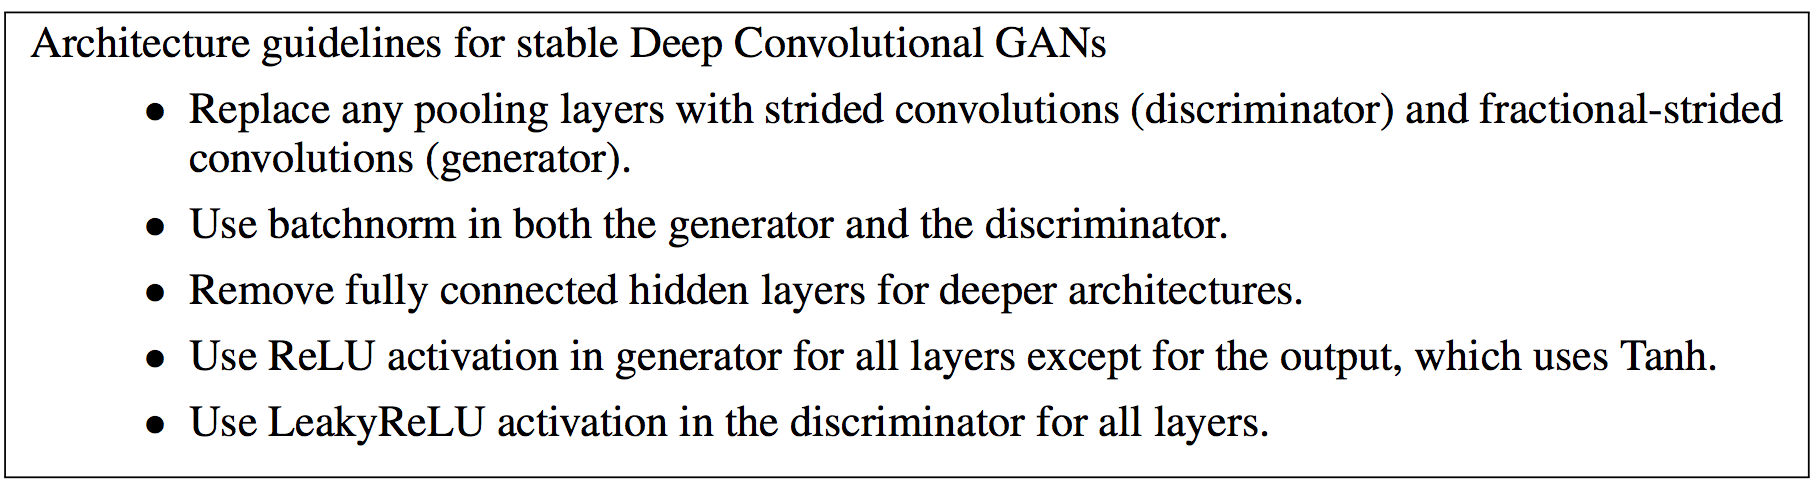 Architecture guidelines for stable Deep Convolutional GANs
• Replace any pooling layers with strided convolutions (discriminator) and fractional-strided
convolutions (generator).
• Use batchnorm in both the generator and the discriminator.
• Remove fully connected hidden layers for deeper architectures.
• Use ReLU activation in generator for all layers except for the output, which uses Tanh.
• Use LeakyReLU activation in the discriminator for all layers.